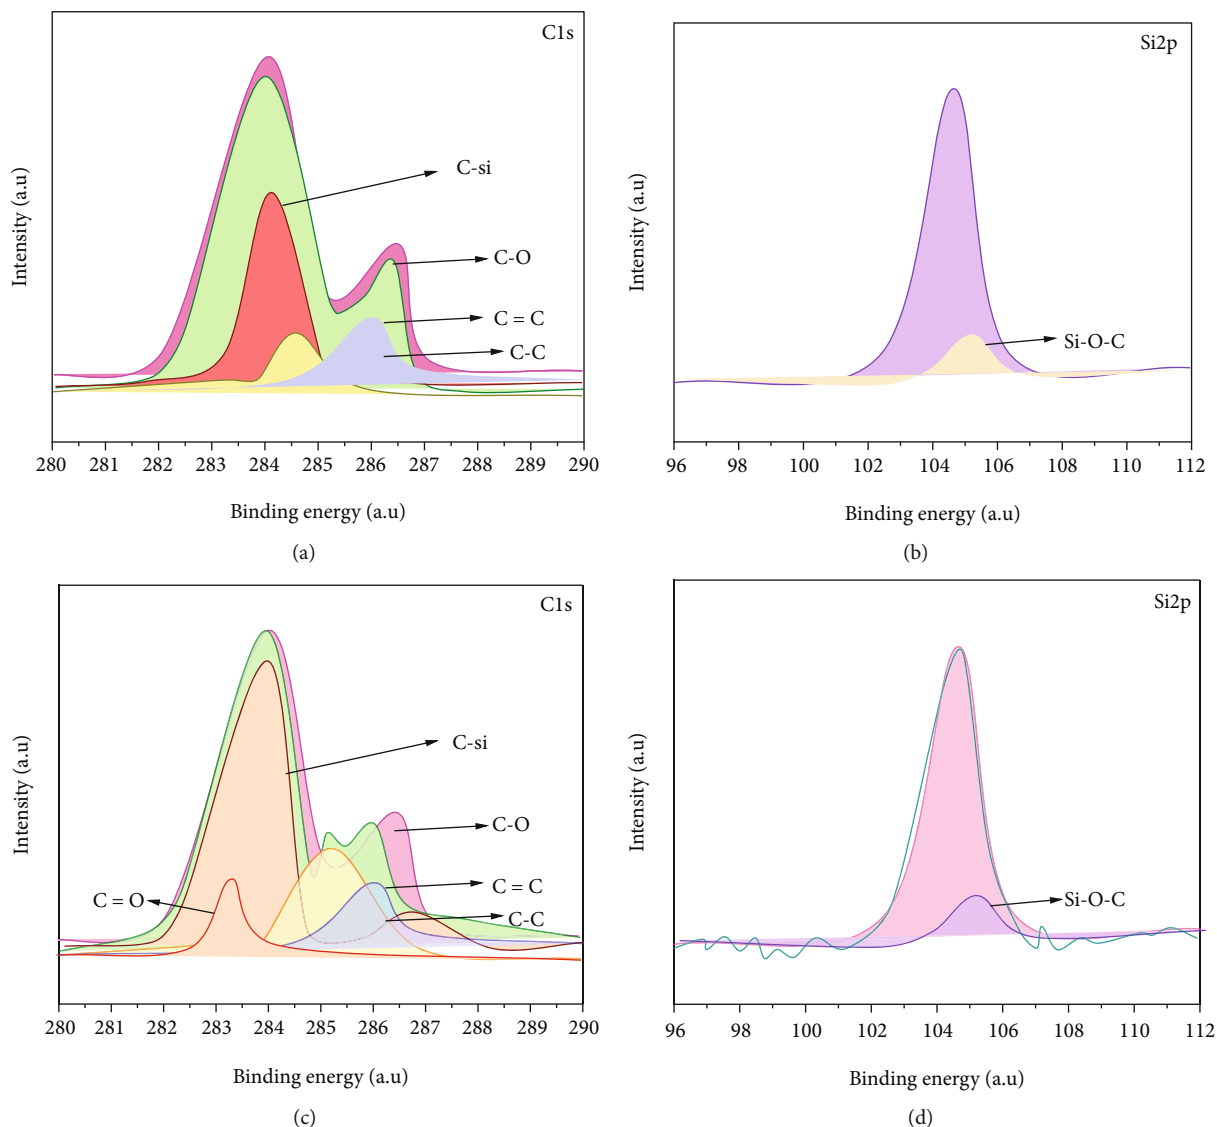 C1s
C-si
C-O
C = C
C-C
Intensity (a.u)
280 281 282 283 284 285 286 287 288 289 290
Binding energy (a.u)
(a)
Si2p
Si-O-C
Intensity (a.u)
96 98 100 102 104 106 108 110 112
Binding energy (a.u)
(b)
C1s
C-si
C-O
C = C
C = O
C-C
Intensity (a.u)
280 281 282 283 284 285 286 287 288 289 290
Binding energy (a.u)
(c)
Si2p
Si-O-C
Intensity (a.u)
96 98 100 102 104 106 108 110 112
Binding energy (a.u)
(d)